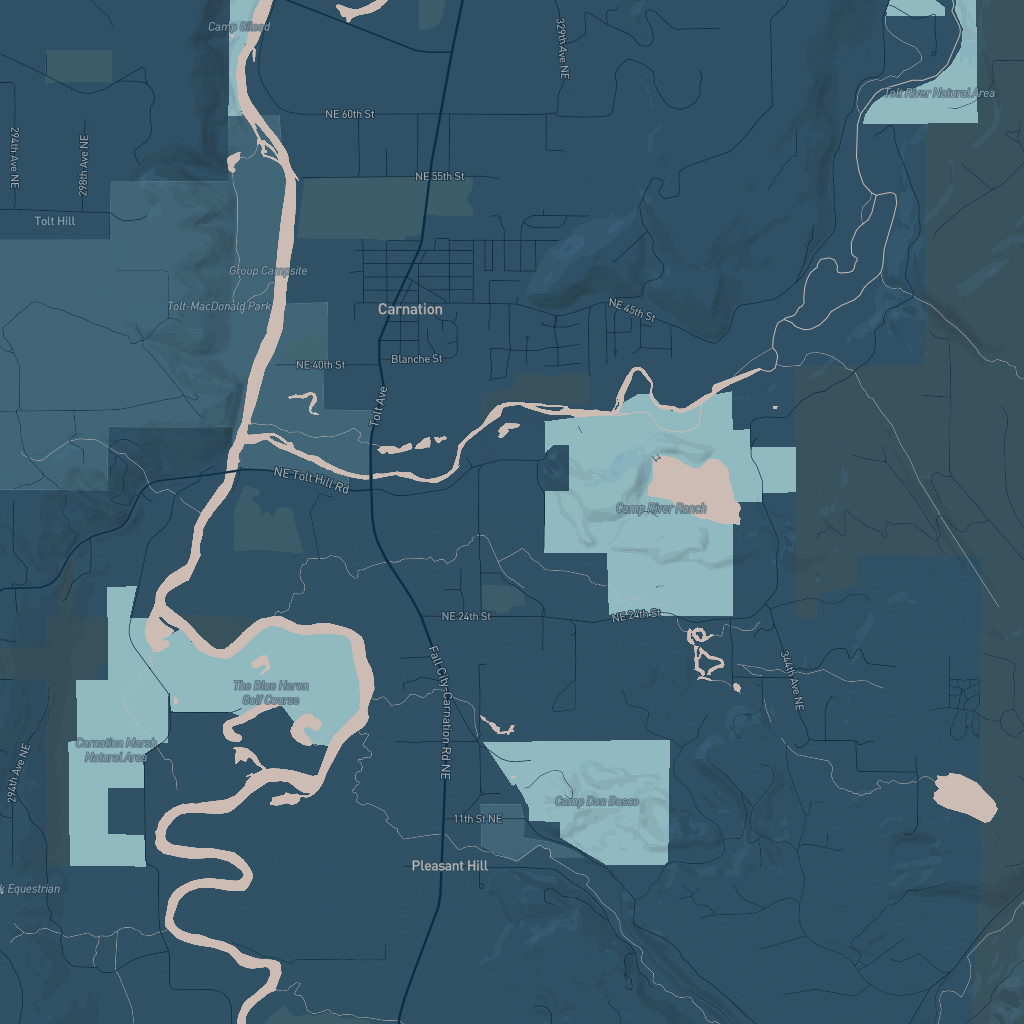 Camp Gilead
329th Ave NE
Tolt River Natural Area
NE 60th St
294th Ave NE
298th Ave NE
NE 55th St
Tolt Hill
Group Campsite
Tolt-MacDonald Park
Carnation
NE 45th St
Blanche St
NE 40th St
Tolt Ave
NE Tolt Hill Rd
Camp River Ranch
NE 24th St
NE 24th St
344th Ave NE
Fall City-Carnation Rd NE
The Blue Heron
Golf Course
Carnation Marsh
Natural Area
294th Ave NE
Camp Don Bosco
11th St NE
Pleasant Hill
k Equestrian